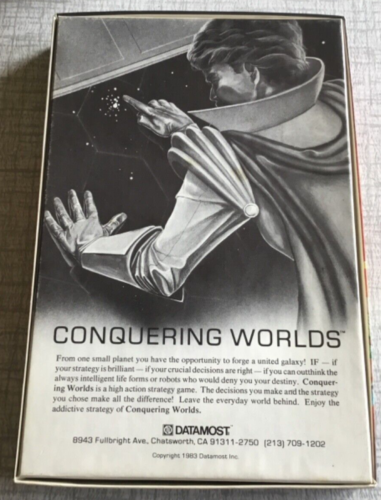 CONQUERING WORLDS™
From one small planet you have the opportunity to forge a united galaxy! IF — if
your strategy is brilliant — if your crucial decisions are right — if you can outthink the
always intelligent life forms or robots who would deny you your destiny. Conquer-
ing Worlds is a high action strategy game. The decisions you make and the strategy
you chose make all the difference! Leave the everyday world behind. Enjoy the
addictive strategy of Conquering Worlds.
DATAMOST
8943 Fullbright Ave., Chatsworth, CA 91311-2750 (213) 709-1202
Copyright 1983 Datamost Inc.